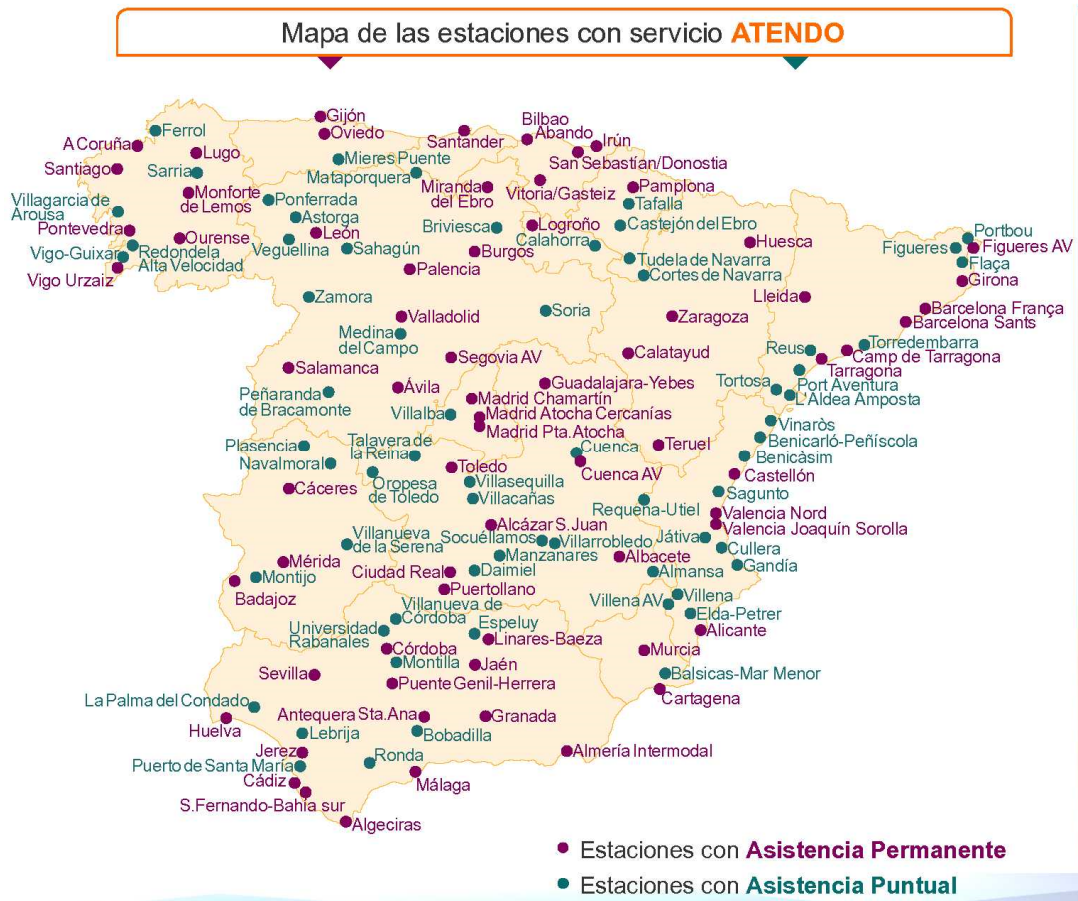 Mapa de las estaciones con servicio ATENDO
Gijón
Oviedo
Ferrol
A Coruña
Lugo
Santiago
Sarria
Mieres Puente
Mataporquera
Santander
Bilbao
Abando
Irún
San Sebastián/Donostia
Miranda
del Ebro
Vitoria/Gasteiz
Pamplona
Tafalla
Monforte
de Lemos
Ponferrada
Astorga
León
Villagarcia de
Arousa
Pontevedra
Ourense
Vigo-Guixar
Redondela
Alta Velocidad
Vigo Urzaiz
Veguellina
Sahagún
Briviesca
Logroño
Calahorra
Castejón del Ebro
Burgos
Palencia
Tudela de Navarra
Cortes de Navarra
Huesca
Portbou
Figueres
Figueres AV
Flaçà
Girona
Zamora
Valladolid
Soria
Zaragoza
Lleida
Barcelona França
Barcelona Sants
Medina
del Campo
Segovia AV
Calatayud
Reus
Torredembarra
Camp de Tarragona
Tarragona
Salamanca
Ávila
Guadalajara-Yebes
Tortosa
Port Aventura
L'Aldea Amposta
Peñaranda
de Bracamonte
Villalba
Madrid Chamartín
Madrid Atocha Cercanías
Madrid Pta.Atocha
Vinaròs
Benicarló-Peñíscola
Benicàsim
Plasencia
Navalmoral
Talavera de
la Reina
Toledo
Cuenca
Cuenca AV
Teruel
Castellón
Cáceres
Oropesa
de Toledo
Villasequilla
Villacañas
Requena-Utiel
Sagunto
Valencia Nord
Valencia Joaquín Sorolla
Villanueva
de la Serena
Alcázar S.Juan
Socuéllamos
Villarrobledo
Játiva
Cullera
Gandía
Mérida
Montijo
Badajoz
Manzanares
Daimiel
Ciudad Real
Puertollano
Albacete
Almansa
Villena AV
Villena
Elda-Petrer
Alicante
Villanueva de
Córdoba
Universidad
Rabanales
Espeluy
Linares-Baeza
Córdoba
Montilla
Jaén
Murcia
Balsicas-Mar Menor
Cartagena
Sevilla
Puente Genil-Herrera
La Palma del Condado
Huelva
Antequera Sta.Ana
Granada
Lebrija
Bobadilla
Jerez
Ronda
Almería Intermodal
Puerto de Santa María
Cádiz
Málaga
S.Fernando-Bahía sur
Algeciras
Estaciones con Asistencia Permanente
Estaciones con Asistencia Puntual